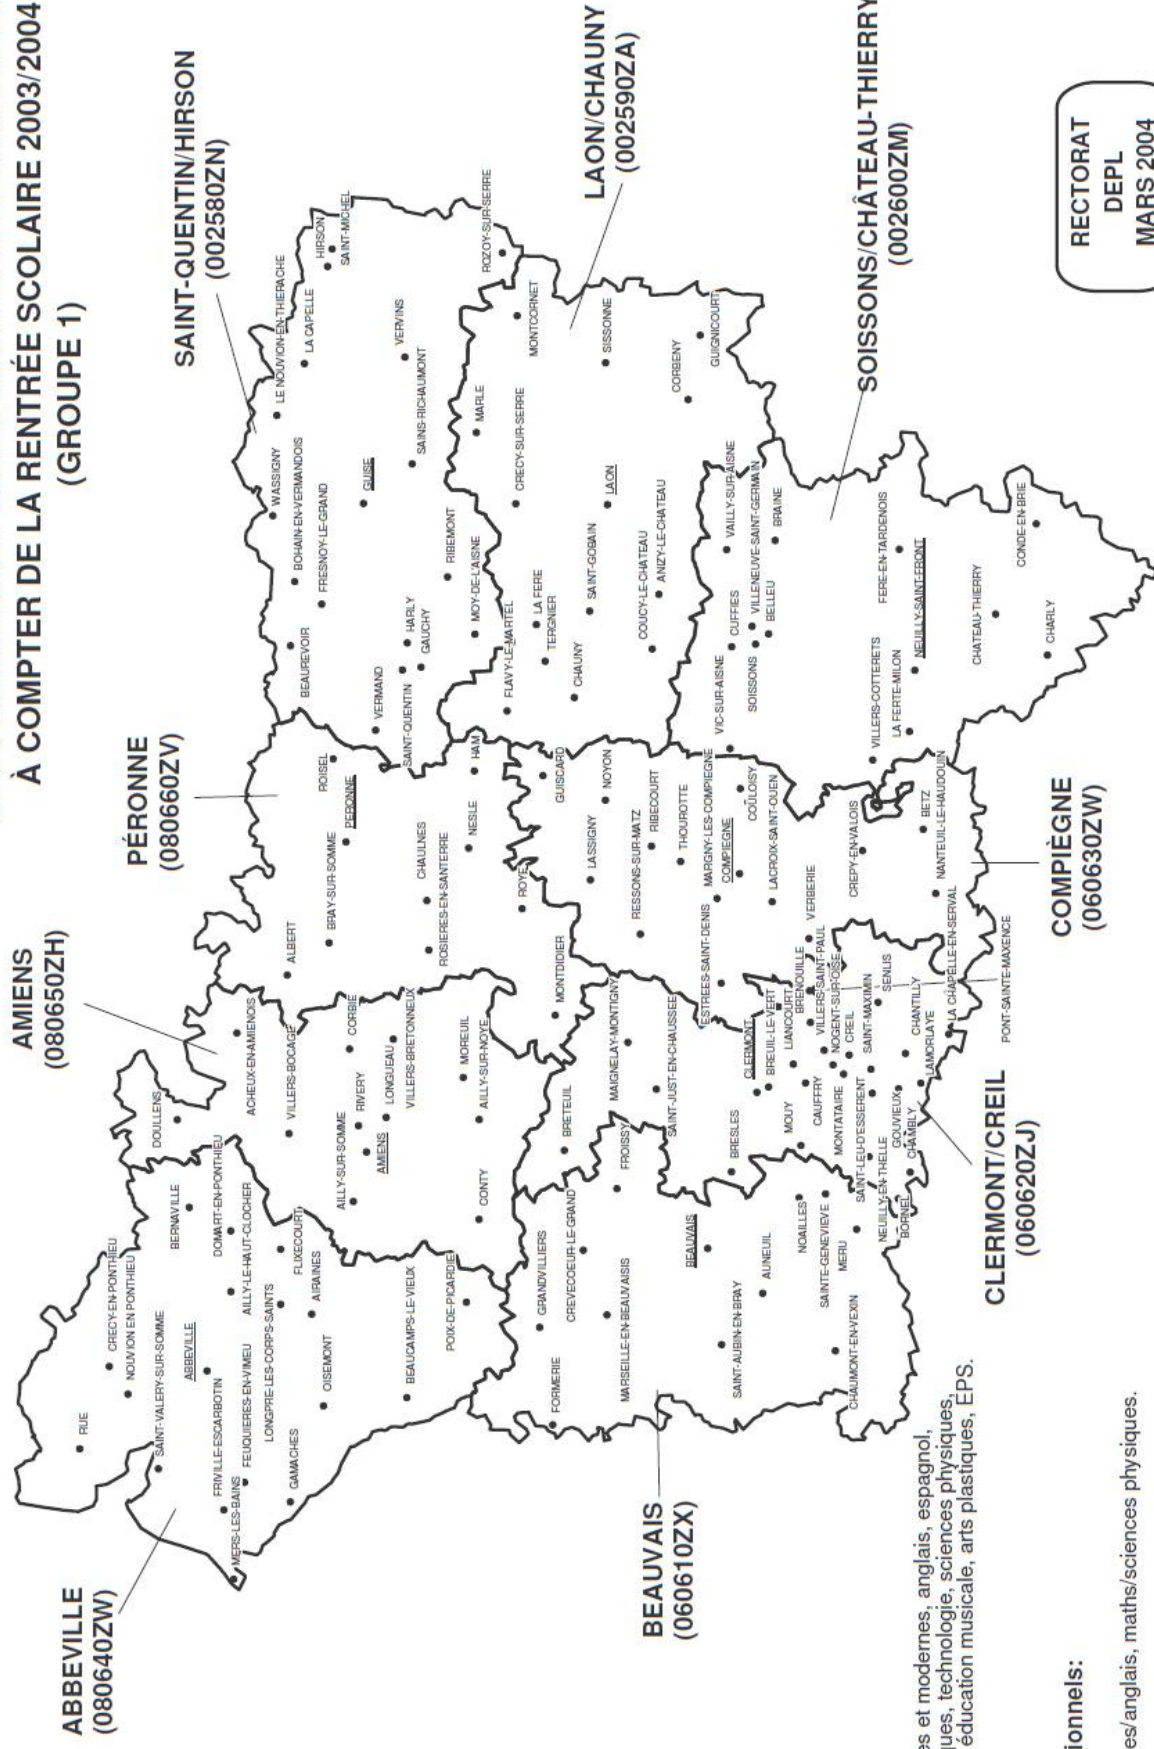 À COMPTER DE LA RENTRÉE SCOLAIRE 2003/2004
(GROUPE 1)
ABBEVILLE
(080640ZW)
RUE
CRECY-EN-PONTHIEU
NOUVION EN PONTHIEU
SAINT-VALERY-SUR-SOMME
ABBEVILLE
FRIVILLE-ESCARBOTIN
MERS-LES-BAINS
FEUQUIERES-EN-VIMEU
GAMACHES
LONGPRE-LES-CORPS-SAINTS
AILLY-LE-HAUT-CLOCHER
DOMART-EN-PONTHIEU
BERNAVILLE
FLIXECOURT
AIRAINES
OISEMONT
BEAUCAMPS-LE-VIEUX
POIX-DE-PICARDIE
AMIENS
(080650ZH)
DOULLENS
ACHEUX-EN-AMIENOIS
VILLERS-BOCAGE
CORBIE
AILLY-SUR-SOMME
RIVERY
AMIENS
LONGUEAU
VILLERS-BRETONNEUX
MOREUIL
AILLY-SUR-NOYE
CONTY
MONTDIDIER
PÉRONNE
(080660ZV)
ALBERT
BRAY-SUR-SOMME
ROISEL
PERONNE
CHAULNES
ROSIERES-EN-SANTERRE
NESLE
HAM
ROYE
SAINT-QUENTIN/HIRSON
(002580ZN)
HIRSON
SAINT-MICHEL
LE NOUVION-EN-THIERACHE
LA CAPELLE
WASSIGNY
BOHAIN-EN-VERMANDOIS
FRESNOY-LE-GRAND
GUISE
VERVINS
SAINS-RICHAUMONT
BEAUREVOIR
VERMAND
HARLY
GAUCHY
SAINT-QUENTIN
RIBEMONT
MOY-DE-L'AISNE
LAON/CHAUNY
(002590ZA)
ROZOY-SUR-SERRE
MONTCORNET
MARLE
CRECY-SUR-SERRE
SISSONNE
CORBENY
GUIGNICOURT
LAON
FLAVY-LE-MARTEL
LA FERE
TERGNIER
CHAUNY
SAINT-GOBAIN
COUCY-LE-CHATEAU
ANIZY-LE-CHATEAU
SOISSONS/CHÂTEAU-THIERRY
(002600ZM)
VAILLY-SUR-AISNE
VILLENEUVE-SAINT-GERMAIN
BRAINE
CUFFIES
BELLEU
SOISSONS
VIC-SUR-AISNE
FERE-EN-TARDENOIS
NEUILLY-SAINT-FRONT
VILLERS-COTTERETS
LA FERTE-MILON
CHATEAU-THIERRY
CONDE-EN-BRIE
CHARLY
COMPIÈGNE
(060630ZW)
GUISCARD
NOYON
LASSIGNY
RESSONS-SUR-MATZ
RIBECOURT
THOUROTTE
MARGNY-LES-COMPIEGNE
COMPIEGNE
COÛLOISY
LACROIX-SAINT-OUEN
ESTREES-SAINT-DENIS
VERBERIE
CREPY-EN-VALOIS
BETZ
NANTEUIL-LE-HAUDOUIN
LA CHAPELLE-EN-SERVAL
SENLIS
PONT-SAINTE-MAXENCE
CLERMONT/CREIL
(060620ZJ)
BRETEUIL
FROISSY
MAIGNELAY-MONTIGNY
SAINT-JUST-EN-CHAUSSEE
BRESLES
CLERMONT
BREUIL-LE-VERT
LIANCOURT
BRENOUILLE
VILLERS-SAINT-PAUL
NOGENT-SUR-OISE
CREIL
SAINT-MAXIMIN
MOUY
CAUFFRY
MONTATAIRE
SAINT-LEU-D'ESSERENT
GOUVIEUX
CHANTILLY
LAMORLAYE
NEUILLY-EN-THELLE
CHAMBLY
BORNEL
BEAUVAIS
(060610ZX)
FORMERIE
GRANDVILLIERS
CREVECOEUR-LE-GRAND
MARSEILLE-EN-BEAUVAISIS
BEAUVAIS
SAINT-AUBIN-EN-BRAY
AUNEUIL
NOAILLES
SAINTE-GENEVIEVE
MERU
CHAUMONT-EN-VEXIN
es et modernes, anglais, espagnol,
ques, technologie, sciences physiques,
éducation musicale, arts plastiques, EPS.
ionnels:
es/anglais, maths/sciences physiques.
RECTORAT
DEPL
MARS 2004